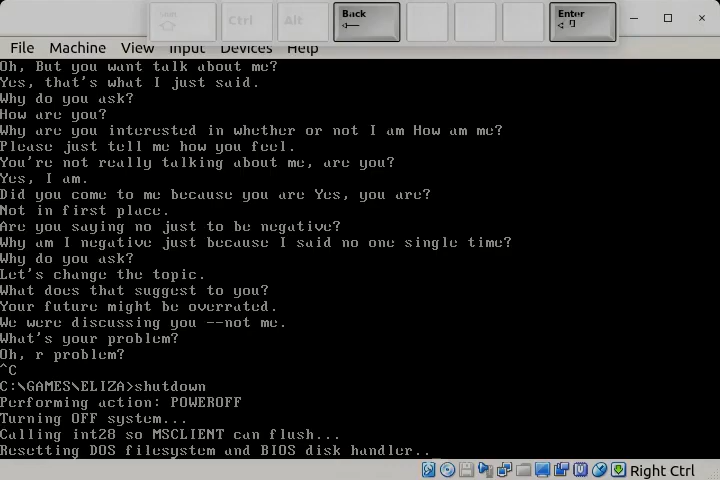 Ctrl Alt Back Enter
File Machine View Input Devices Help
Oh, But you want talk about me?
Yes, that's what I just said.
Why do you ask?
How are you?
Why are you interested in whether or not I am How am me?
Please just tell me how you feel.
You're not really talking about me, are you?
Yes, I am.
Did you come to me because you are Yes, you are?
Not in first place.
Are you saying no just to be negative?
Why am I negative just because I said no one single time?
Why do you ask?
Let's change the topic.
What does that suggest to you?
Your future might be overrated.
We were discussing you --not me.
What's your problem?
Oh, r problem?
^C
C:\GAMES\ELIZA>shutdown
Performing action: POWEROFF
Turning OFF system...
Calling int28 so MSCLIENT can flush...
Resetting DOS filesystem and BIOS disk handler.._
Right Ctrl